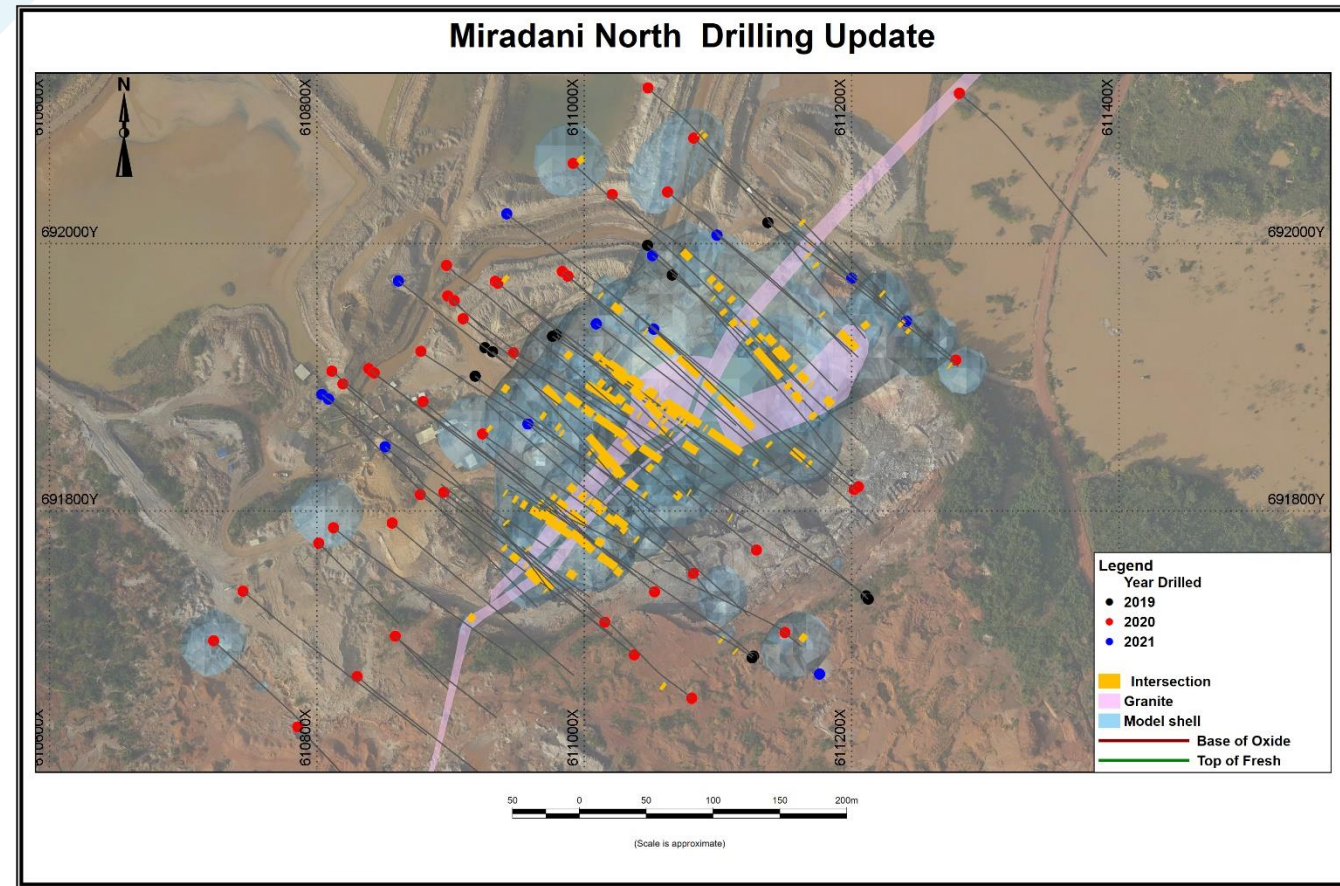 Miradani North  Drilling Update
N
610600X
610800X
611000X
611200X
611400X
692000Y
692000Y
691800Y
691800Y
610600X
610800X
611000X
611200X
Legend
Year Drilled
2019
2020
2021
Intersection
Granite
Model shell
Base of Oxide
Top of Fresh
50 0 50 100 150 200m
(Scale is approximate)